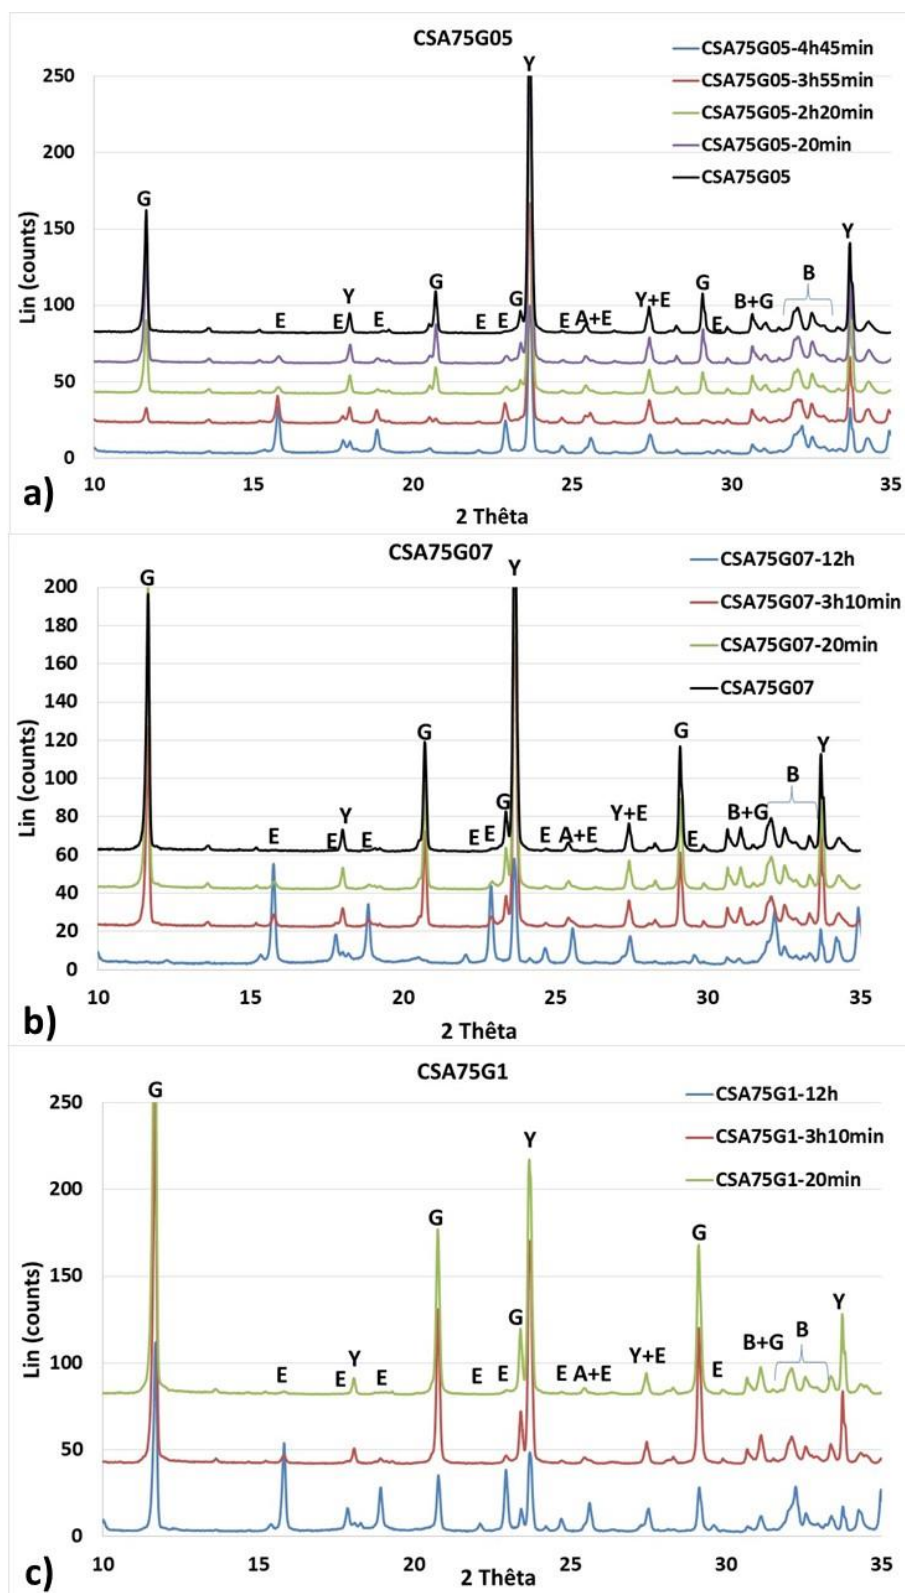 CSA75G05
CSA75G05-4h45min
CSA75G05-3h55min
CSA75G05-2h20min
CSA75G05-20min
CSA75G05
Lin (counts)
250
200
150
100
50
0
G
E
E
Y
E
G
E
E
G
Y
E
A+E
Y+E
G
E
B+G
B
Y
10
15
20
25
30
35
2 Thêta
a)
CSA75G07
CSA75G07-12h
CSA75G07-3h10min
CSA75G07-20min
CSA75G07
Lin (counts)
200
180
160
140
120
100
80
60
40
20
0
G
E
E
Y
E
G
E
E
G
Y
E
A+E
Y+E
G
E
B+G
B
Y
10
15
20
25
30
35
2 Thêta
b)
CSA75G1
CSA75G1-12h
CSA75G1-3h10min
CSA75G1-20min
Lin (counts)
250
200
150
100
50
0
G
E
E
Y
E
G
E
E
G
Y
E
A+E
Y+E
G
E
B+G
B
Y
10
15
20
25
30
35
2 Thêta
c)